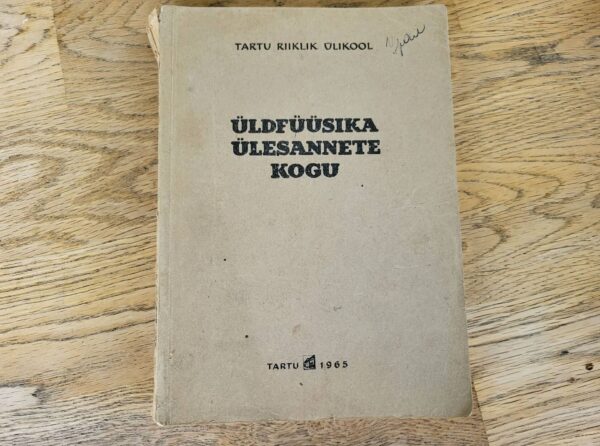 TARTU RIIKLIK ÜLIKOOL
ÜLDFÜÜSIKA
ÜLESANNETE
KOGU
TARTU 1965